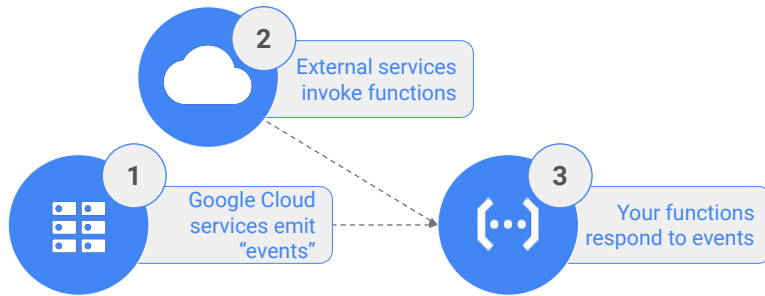 2
External services
invoke functions
1
Google Cloud
services emit
“events”
3
Your functions
respond to events